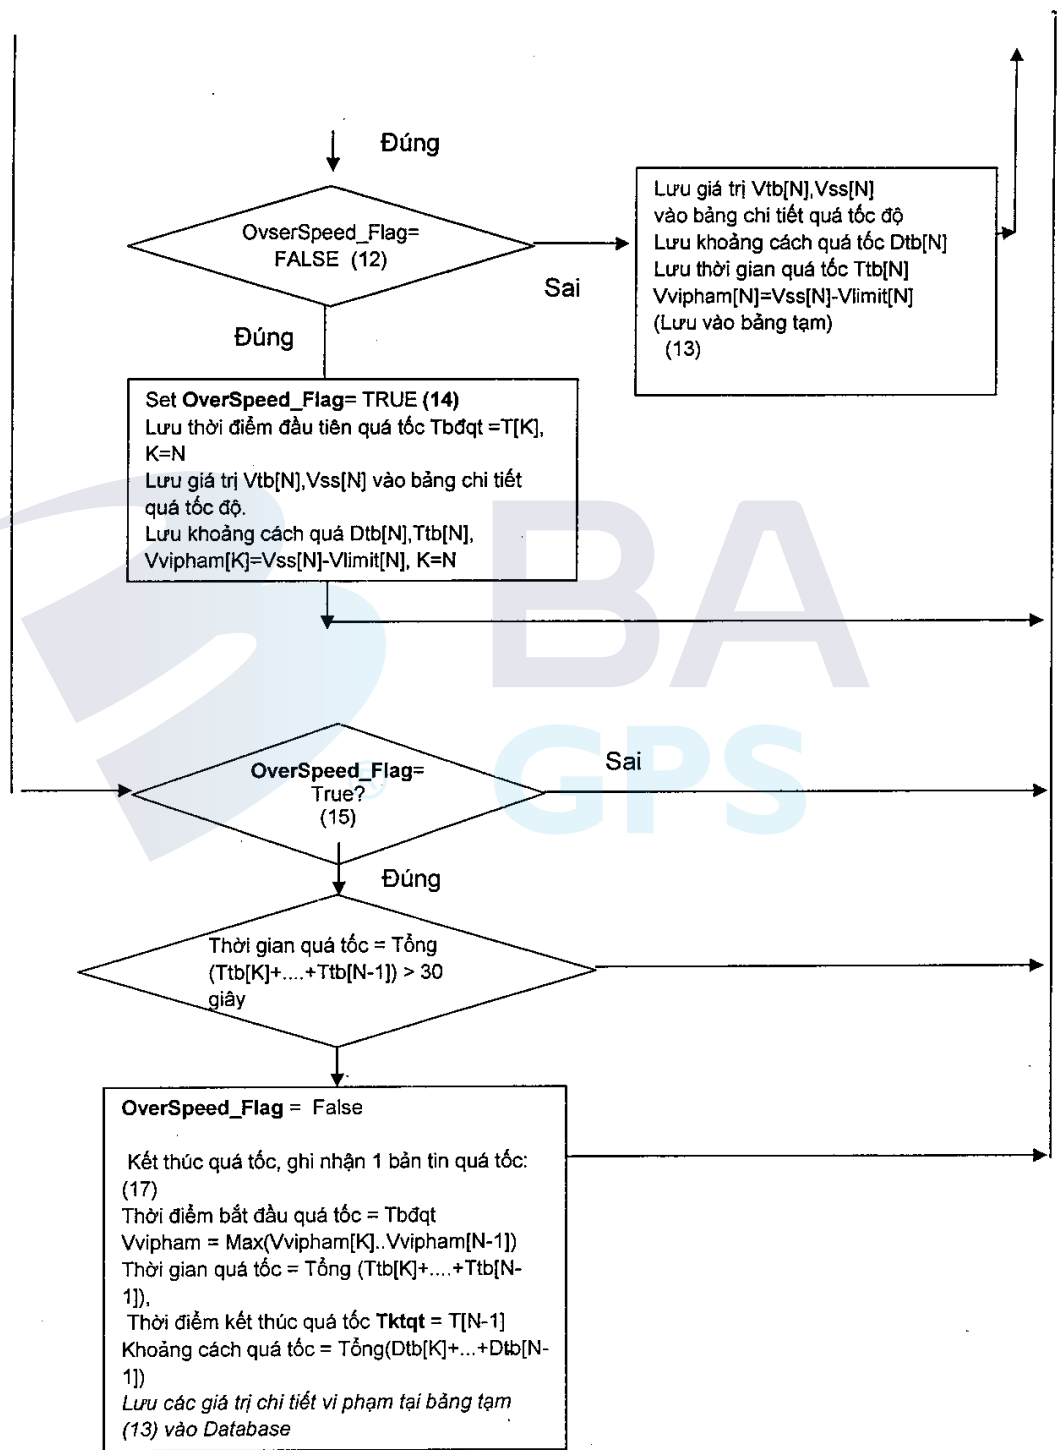 Đúng
OvserSpeed_Flag=
FALSE (12)
Sai
Lưu giá trị Vtb[N],Vss[N]
vào bảng chi tiết quá tốc độ
Lưu khoảng cách quá tốc Dtb[N]
Lưu thời gian quá tốc Ttb[N]
Vvipham[N]=Vss[N]-Vlimit[N]
(Lưu vào bảng tạm)
(13)
Đúng
Set OverSpeed_Flag= TRUE (14)
Lưu thời điểm đầu tiên quá tốc Tbđqt =T[K],
K=N
Lưu giá trị Vtb[N],Vss[N] vào bảng chi tiết
quá tốc độ.
Lưu khoảng cách quá Dtb[N],Ttb[N],
Vvipham[K]=Vss[N]-Vlimit[N], K=N
BA
GPS
®
OverSpeed_Flag=
True?
(15)
Sai
Đúng
Thời gian quá tốc = Tổng
(Ttb[K]+....+Ttb[N-1]) > 30
giây
OverSpeed_Flag = False
Kết thúc quá tốc, ghi nhận 1 bản tin quá tốc:
(17)
Thời điểm bắt đầu quá tốc = Tbđqt
Vvipham = Max(Vvipham[K]..Vvipham[N-1])
Thời gian quá tốc = Tổng (Ttb[K]+....+Ttb[N-
1]),
Thời điểm kết thúc quá tốc Tktqt = T[N-1]
Khoảng cách quá tốc = Tổng(Dtb[K]+...+Dtb[N-
1])
Lưu các giá trị chi tiết vi phạm tại bảng tạm
(13) vào Database